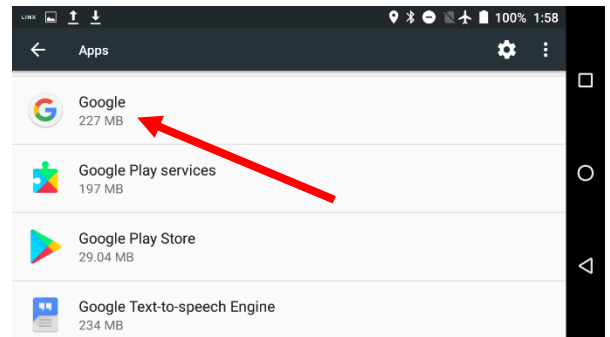 LINX 100% 1:58
Apps
Google
227 MB
Google Play services
197 MB
Google Play Store
29.04 MB
Google Text-to-speech Engine
234 MB